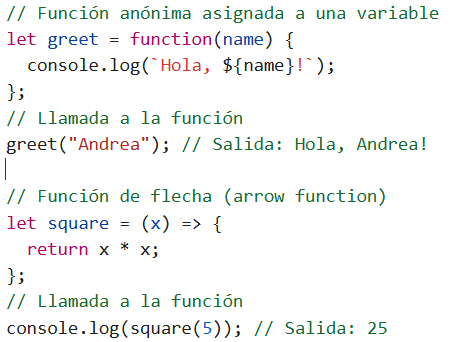 // Función anónima asignada a una variable
let greet = function(name) {
  console.log(`Hola, ${name}!`);
};
// Llamada a la función
greet("Andrea"); // Salida: Hola, Andrea!
// Función de flecha (arrow function)
let square = (x) => {
  return x * x;
};
// Llamada a la función
console.log(square(5)); // Salida: 25